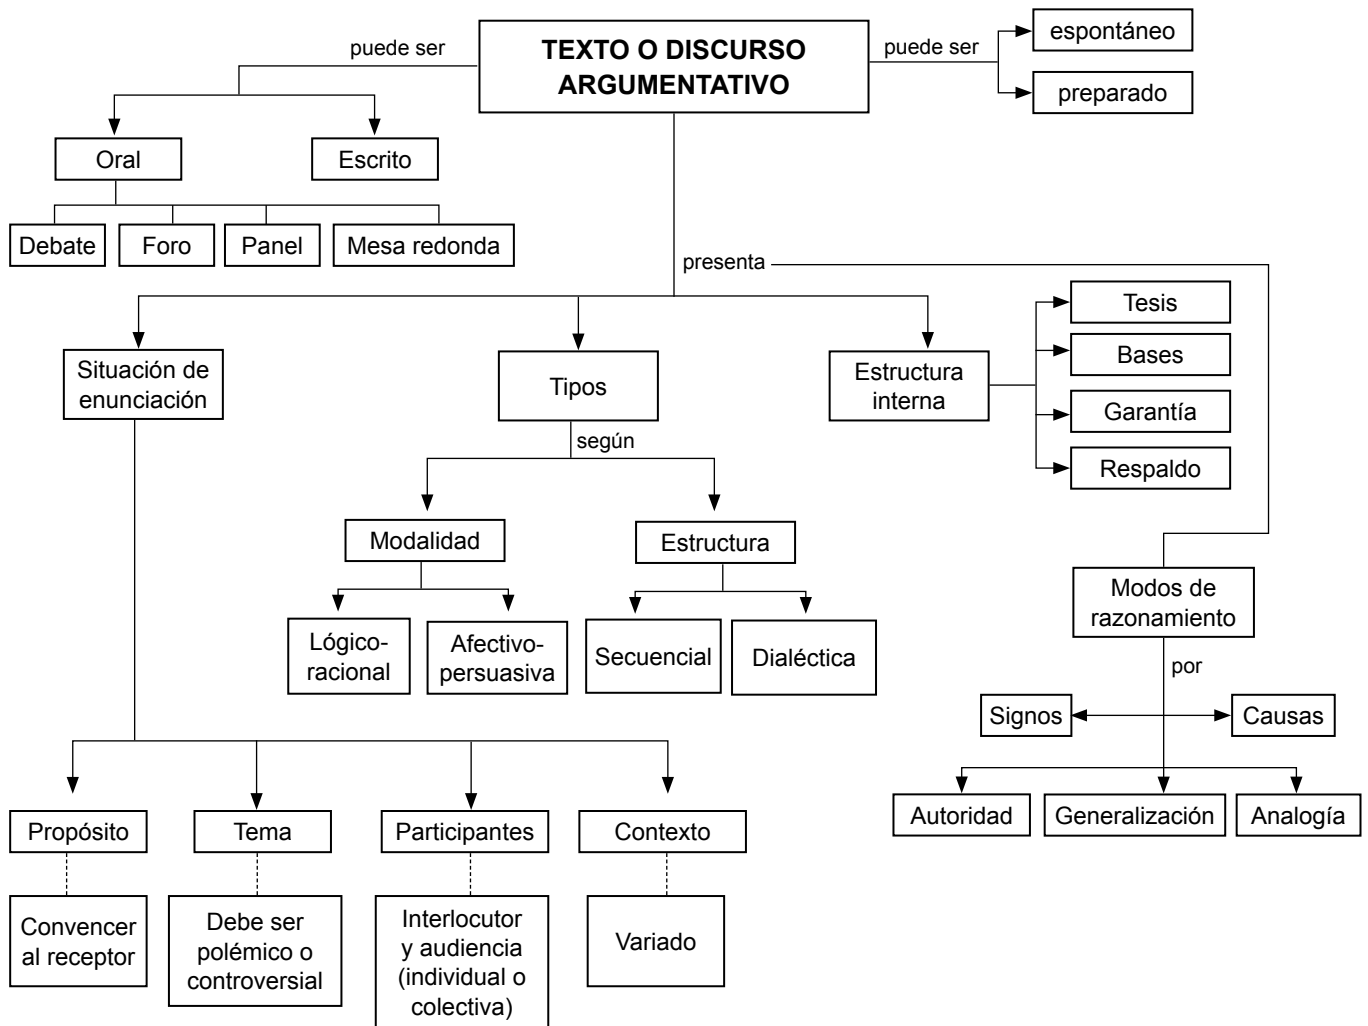 puede ser
TEXTO O DISCURSO
ARGUMENTATIVO
puede ser
espontáneo
preparado
Oral
Escrito
Debate
Foro
Panel
Mesa redonda
presenta
Situación de
enunciación
Tipos
Estructura
interna
Tesis
Bases
Garantía
Respaldo
según
Modalidad
Estructura
Lógico-
racional
Afectivo-
persuasiva
Secuencial
Dialéctica
Modos de
razonamiento
por
Signos
Causas
Autoridad
Generalización
Analogía
Propósito
Tema
Participantes
Contexto
Convencer
al receptor
Debe ser
polémico o
controversial
Interlocutor
y audiencia
(individual o
colectiva)
Variado